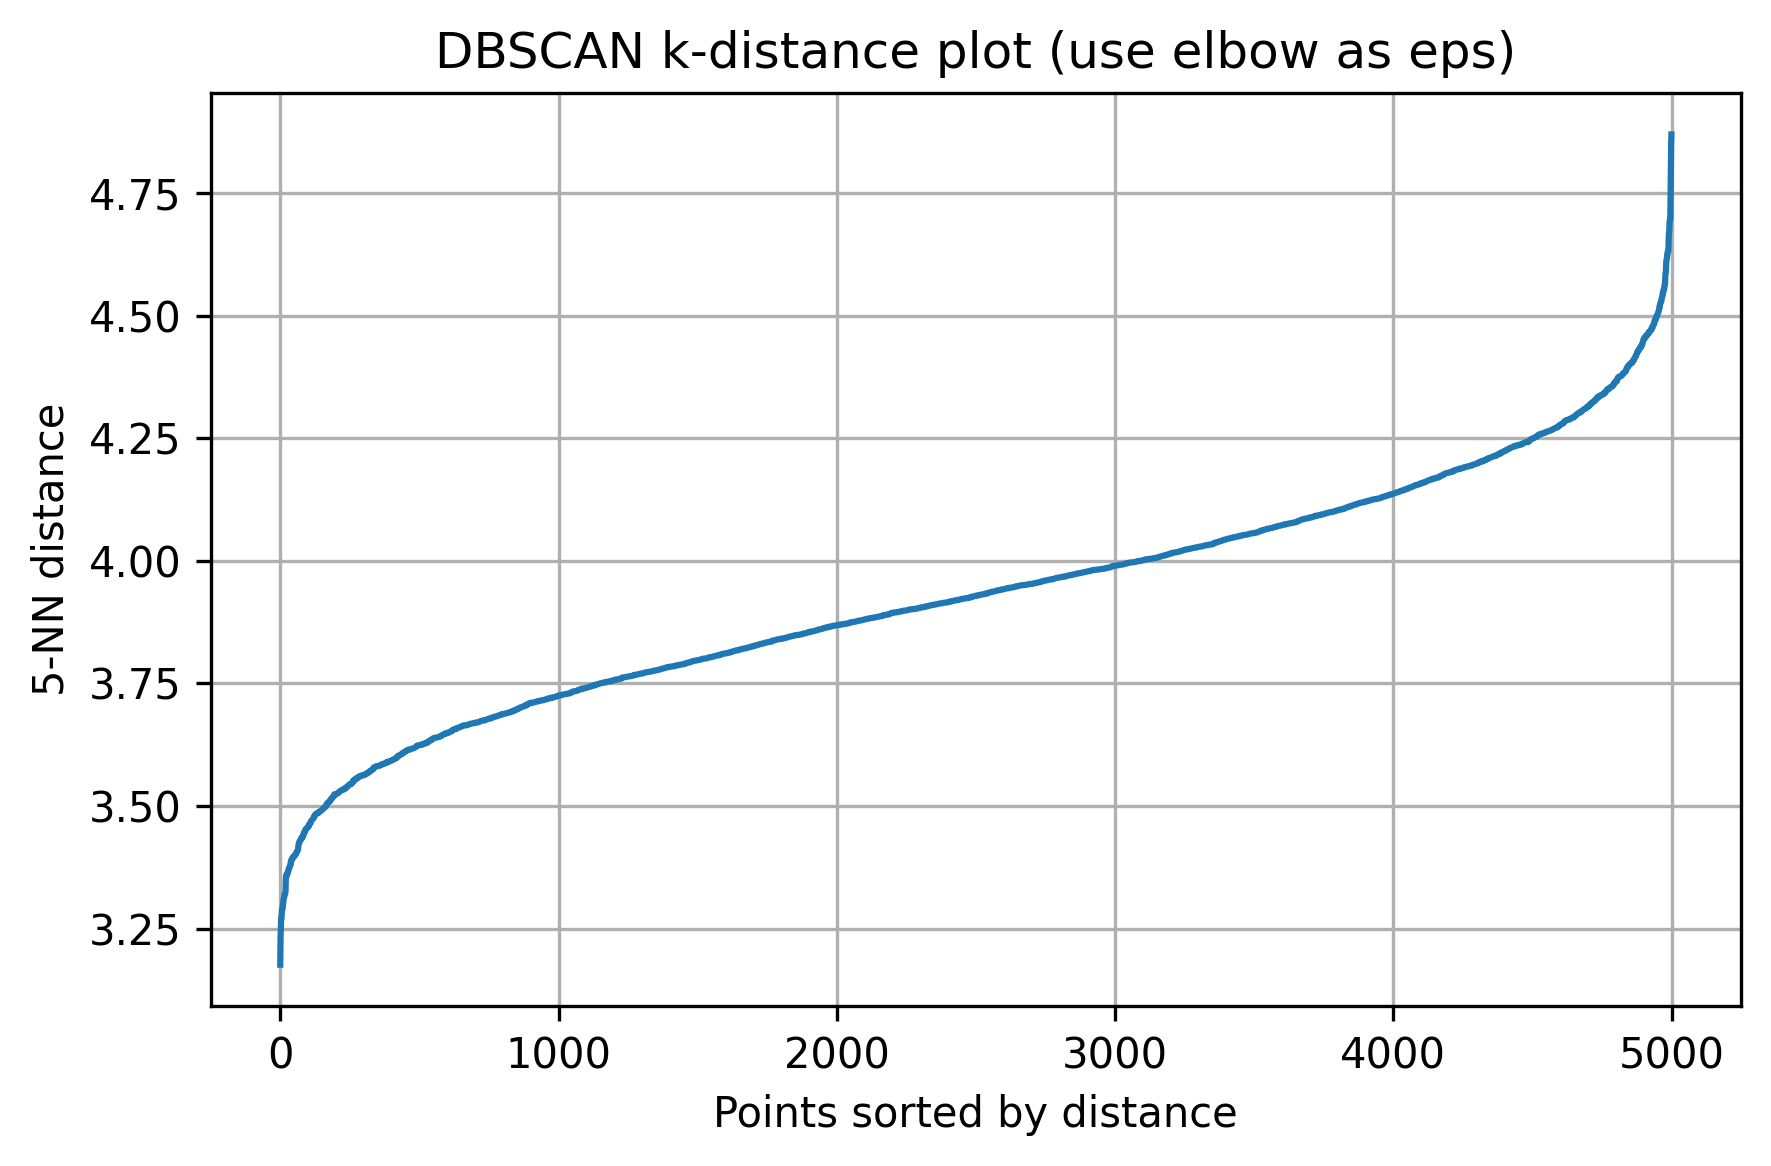 DBSCAN k-distance plot (use elbow as eps)
5-NN distance
4.75
4.50
4.25
4.00
3.75
3.50
3.25
0 1000 2000 3000 4000 5000
Points sorted by distance